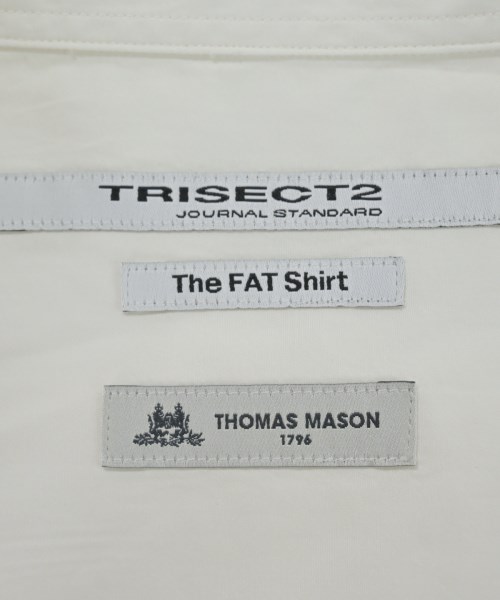 TRISECT2
JOURNAL STANDARD
The FAT Shirt
THOMAS MASON
1796